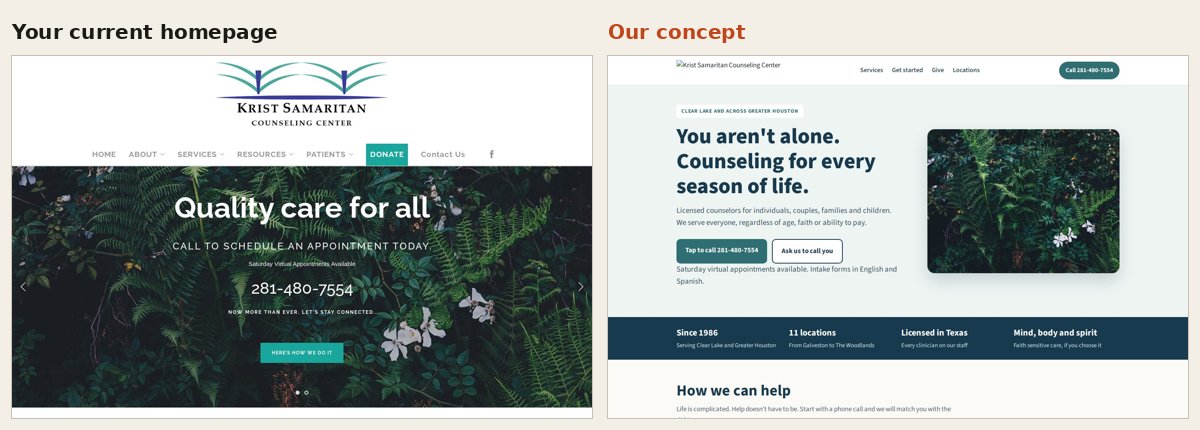 Your current homepage
KRIST SAMARITAN
COUNSELING CENTER
HOME ABOUT SERVICES RESOURCES PATIENTS DONATE Contact Us f
Quality care for all
CALL TO SCHEDULE AN APPOINTMENT TODAY
Saturday Virtual Appointments Available
281-480-7554
NOW MORE THAN EVER. LET'S STAY CONNECTED.
HERE'S HOW WE DO IT
Our concept
Krist Samaritan Counseling Center
Services Get started Give Locations
Call 281-480-7554
CLEAR LAKE AND ACROSS GREATER HOUSTON
You aren't alone.
Counseling for every
season of life.
Licensed counselors for individuals, couples, families and children.
We serve everyone, regardless of age, faith or ability to pay.
Tap to call 281-480-7554
Ask us to call you
Saturday virtual appointments available. Intake forms in English and
Spanish.
Since 1986
Serving Clear Lake and Greater Houston
11 locations
From Galveston to The Woodlands
Licensed in Texas
Every clinician on our staff
Mind, body and spirit
Faith sensitive care, if you choose it
How we can help
Life is complicated. Help doesn't have to be. Start with a phone call and we will match you with the